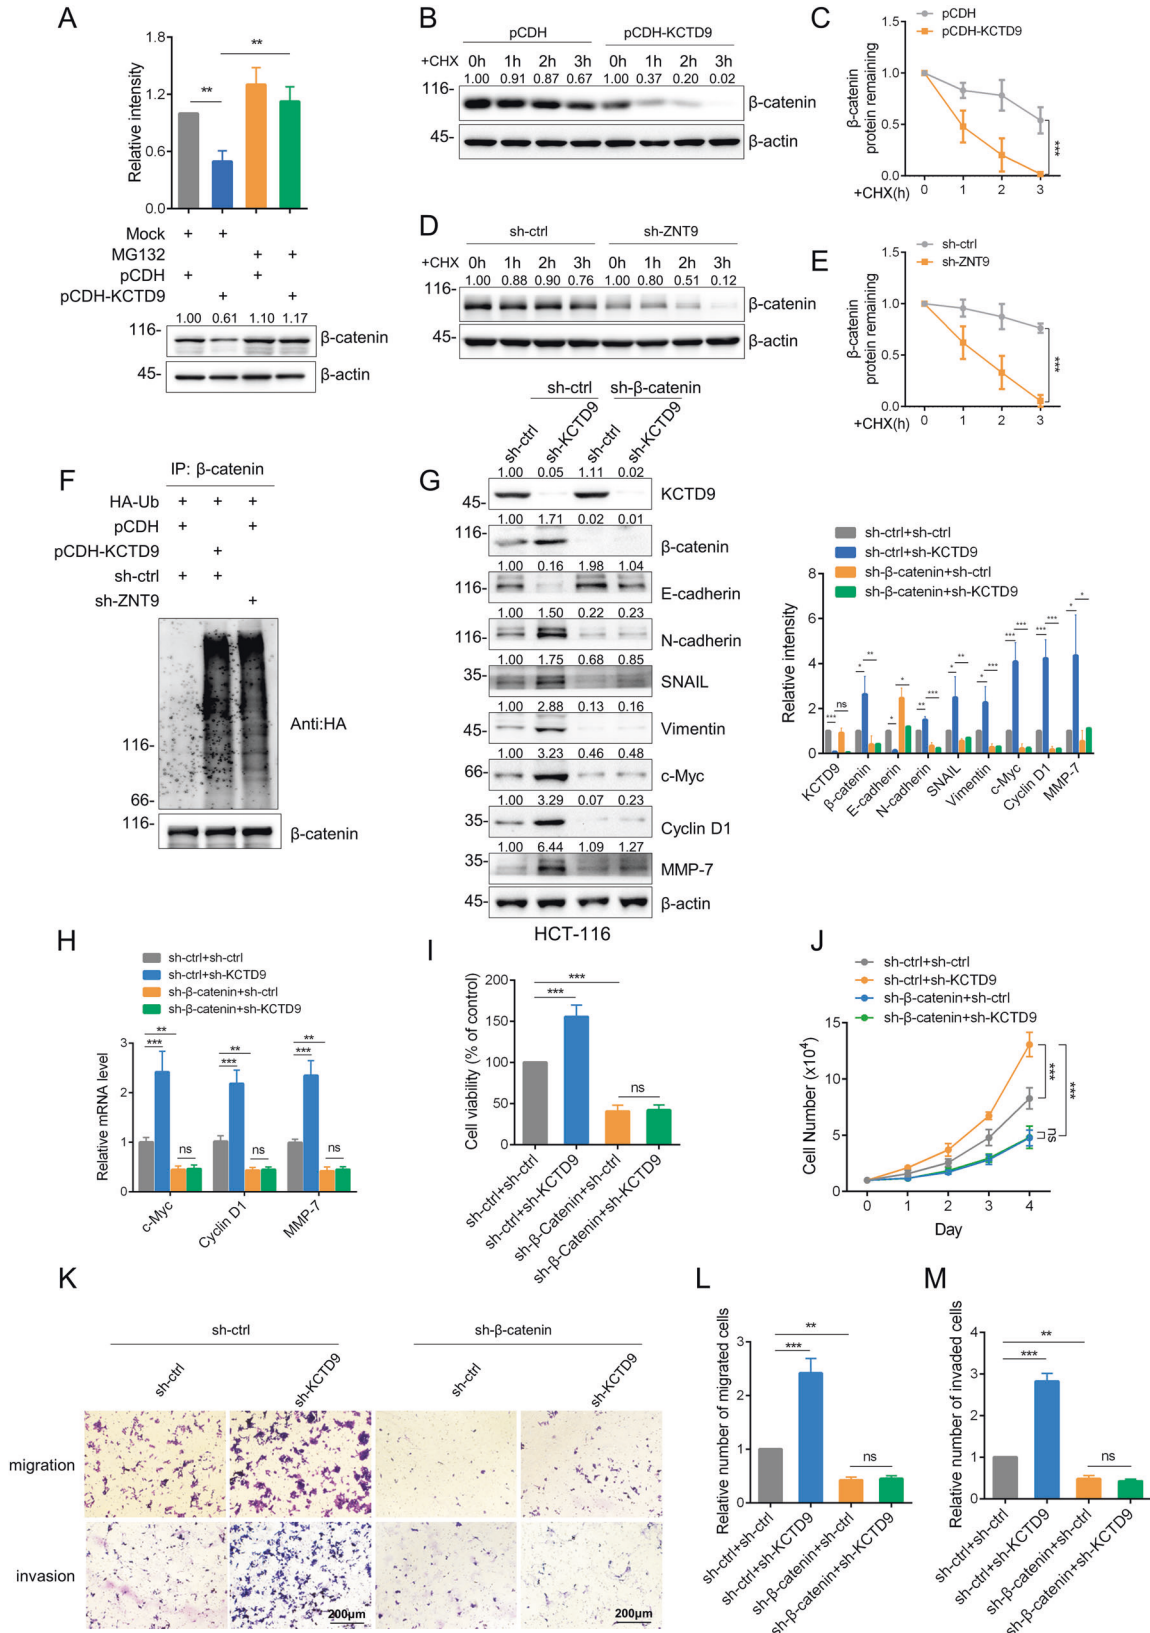 A
Relative intensity
1.8
1.2
0.6
0.0
**
**
Mock + +
MG132 + +
pCDH + +
pCDH-KCTD9 + +
1.00 0.61 1.10 1.17
116- β-catenin
45- β-actin
B
pCDH pCDH-KCTD9
+CHX 0h 1h 2h 3h 0h 1h 2h 3h
1.00 0.91 0.87 0.67 1.00 0.37 0.20 0.02
116- β-catenin
45- β-actin
C
pCDH
pCDH-KCTD9
β-catenin
protein remaining
1.5
1.0
0.5
0.0
***
+CHX(h) 0 1 2 3
D
sh-ctrl sh-ZNT9
+CHX 0h 1h 2h 3h 0h 1h 2h 3h
1.00 0.88 0.90 0.76 1.00 0.80 0.51 0.12
116- β-catenin
45- β-actin
E
sh-ctrl
sh-ZNT9
β-catenin
protein remaining
1.5
1.0
0.5
0.0
***
+CHX(h) 0 1 2 3
F
IP: β-catenin
HA-Ub + + +
pCDH + +
pCDH-KCTD9 +
sh-ctrl + +
sh-ZNT9 +
Anti:HA
116-
66-
116- β-catenin
G
sh-ctrl sh-β-catenin
sh-ctrl sh-KCTD9 sh-ctrl sh-KCTD9
1.00 0.05 1.11 0.02
45- KCTD9
1.00 1.71 0.02 0.01
116- β-catenin
1.00 0.16 1.98 1.04
116- E-cadherin
1.00 1.50 0.22 0.23
116- N-cadherin
1.00 1.75 0.68 0.85
35- SNAIL
1.00 2.88 0.13 0.16
45- Vimentin
1.00 3.23 0.46 0.48
66- c-Myc
1.00 3.29 0.07 0.23
35- Cyclin D1
1.00 6.44 1.09 1.27
35- MMP-7
45- β-actin
HCT-116
sh-ctrl+sh-ctrl
sh-ctrl+sh-KCTD9
sh-β-catenin+sh-ctrl
sh-β-catenin+sh-KCTD9
Relative intensity
8
6
4
2
0
*** ns * ** * * ** *** * ** * *** *** *** *** *** * *
KCTD9 β-catenin E-cadherin N-cadherin SNAIL Vimentin c-Myc Cyclin D1 MMP-7
H
sh-ctrl+sh-ctrl
sh-ctrl+sh-KCTD9
sh-β-catenin+sh-ctrl
sh-β-catenin+sh-KCTD9
Relative mRNA level
3
2
1
0
** ** **
*** *** ***
ns ns ns
c-Myc Cyclin D1 MMP-7
I
Cell viability (% of control)
200
150
100
50
0
***
***
ns
sh-ctrl+sh-ctrl
sh-ctrl+sh-KCTD9
sh-β-Catenin+sh-ctrl
sh-β-Catenin+sh-KCTD9
J
sh-ctrl+sh-ctrl
sh-ctrl+sh-KCTD9
sh-β-catenin+sh-ctrl
sh-β-catenin+sh-KCTD9
Cell Number (x10⁴)
15
10
5
0
***
***
ns
0 1 2 3 4
Day
K
sh-ctrl sh-β-catenin
sh-ctrl sh-KCTD9 sh-ctrl sh-KCTD9
migration
invasion
200μm 200μm
L
Relative number of migrated cells
3
2
1
0
**
***
ns
sh-ctrl+sh-ctrl
sh-ctrl+sh-KCTD9
sh-β-catenin+sh-ctrl
sh-β-catenin+sh-KCTD9
M
Relative number of invaded cells
4
3
2
1
0
**
***
ns
sh-ctrl+sh-ctrl
sh-ctrl+sh-KCTD9
sh-β-catenin+sh-ctrl
sh-β-catenin+sh-KCTD9